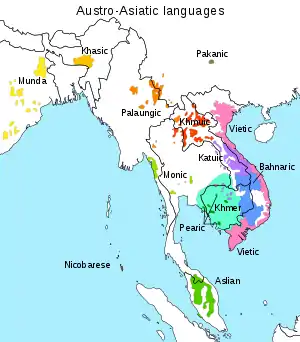 Austro-Asiatic languages
Khasic
Pakanic
Munda
Palaungic
Khmuic
Vietic
Katuic
Bahnaric
Monic
Khmer
Pearic
Vietic
Nicobarese
Aslian